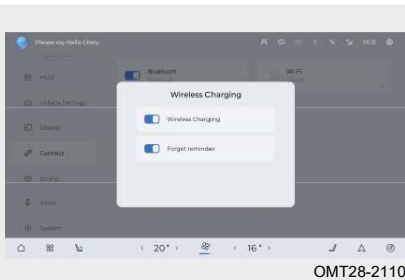 Please say Hello Chery
HUD
Bluetooth
Wi-Fi
Vehicle Settings
Wireless Charging
Display
Wireless Charging
Connect
Forget reminder
Sound
Voice
System
< 20° >
< 16° >
OMT28-2110